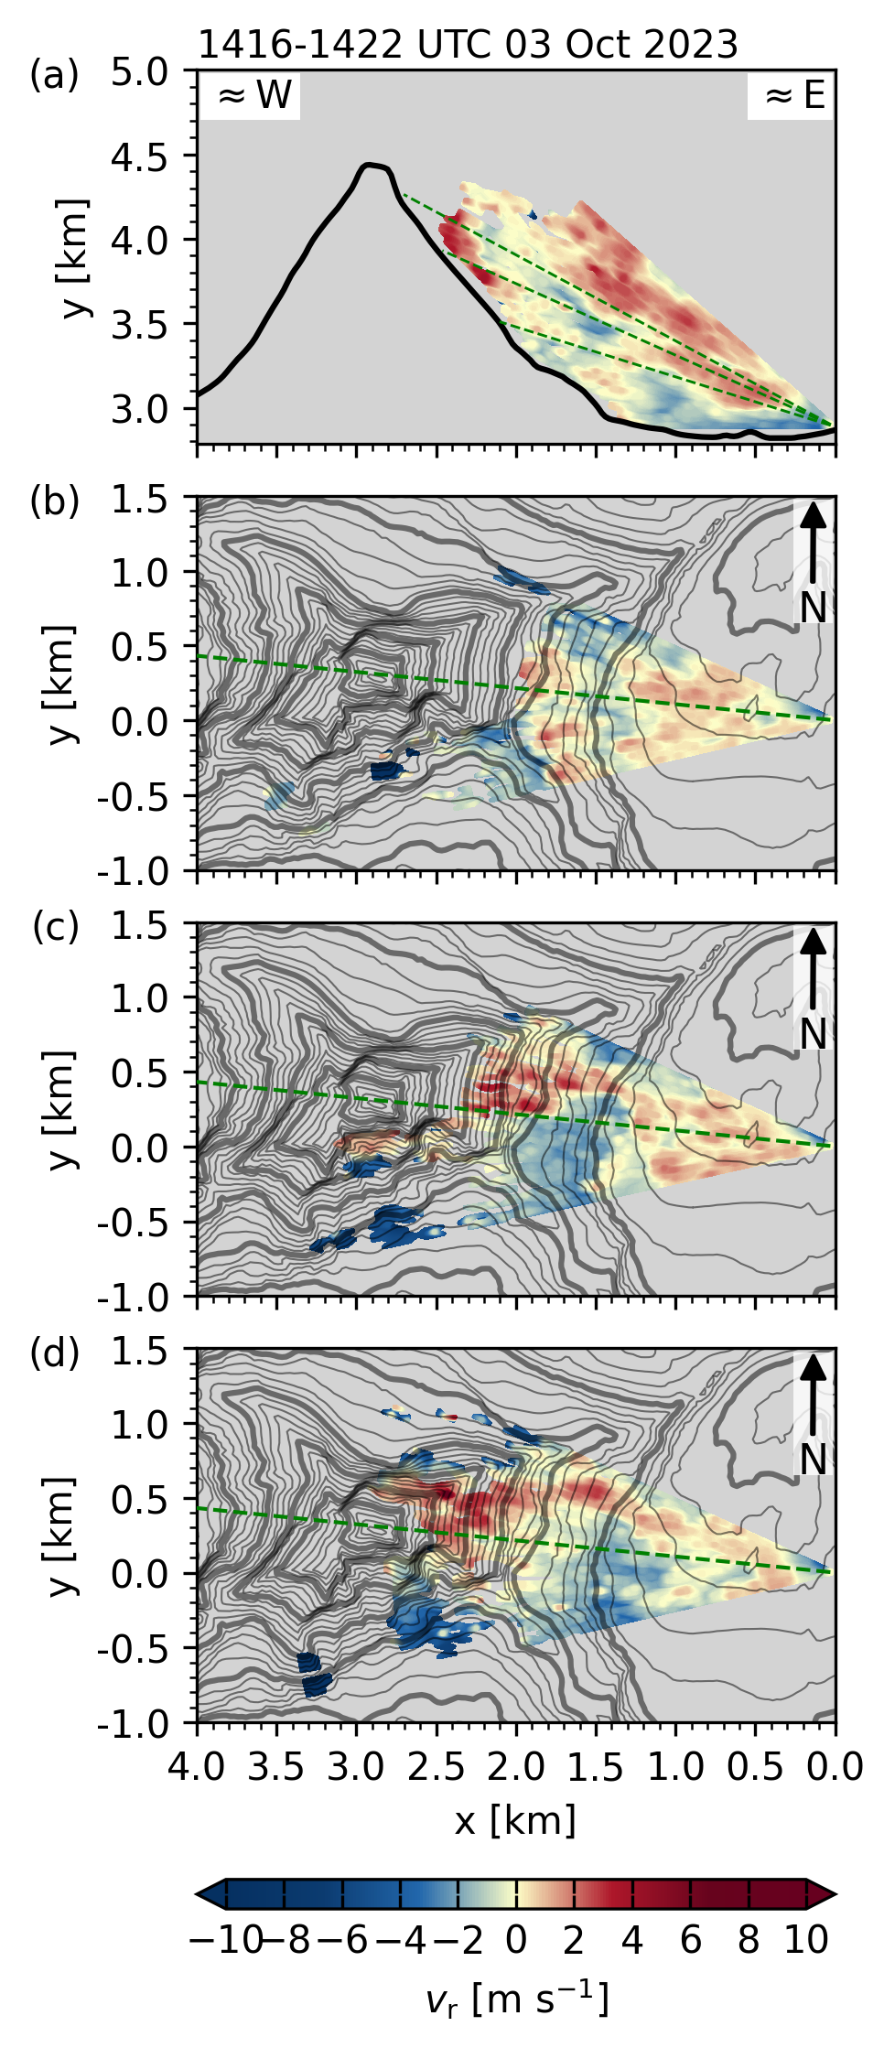 1416-1422 UTC 03 Oct 2023
(a)
≈W
≈E
5.0
4.5
4.0
3.5
3.0
y [km]
(b)
1.5
1.0
0.5
0.0
-0.5
-1.0
y [km]
N
(c)
1.5
1.0
0.5
0.0
-0.5
-1.0
y [km]
N
(d)
1.5
1.0
0.5
0.0
-0.5
-1.0
y [km]
N
4.0 3.5 3.0 2.5 2.0 1.5 1.0 0.5 0.0
x [km]
−10 −8 −6 −4 −2 0 2 4 6 8 10
vr [m s−1]